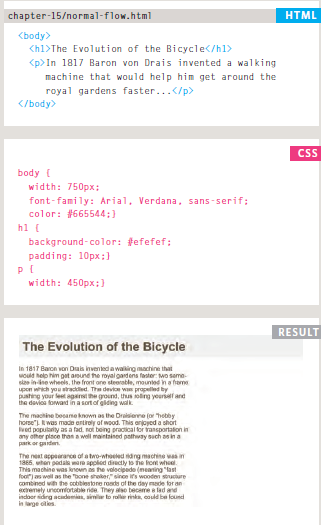 chapter-15/normal-flow.html
HTML
<body>
<h1>The Evolution of the Bicycle</h1>
<p>In 1817 Baron von Drais invented a walking
machine that would help him get around the
royal gardens faster...</p>
</body>
CSS
body {
width: 750px;
font-family: Arial, Verdana, sans-serif;
color: #665544;}
h1 {
background-color: #efefef;
padding: 10px;}
p {
width: 450px;}
RESULT
The Evolution of the Bicycle
In 1817 Baron von Drais invented a walking machine that
would help him get around the royal gardens faster: two same-
size in-line wheels, the front one steerable, mounted in a frame
upon which you straddled. The device was propelled by
pushing your feet against the ground, thus rolling yourself and
the device forward in a sort of gliding walk.
The machine became known as the Draisienne (or "hobby
horse"). It was made entirely of wood. This enjoyed a short
lived popularity as a fad, not being practical for transportation in
any other place than a well maintained pathway such as in a
park or garden.
The next appearance of a two-wheeled riding machine was in
1865, when pedals were applied directly to the front wheel.
This machine was known as the velocipede (meaning "fast
foot") as well as the "bone shaker," since it's wooden structure
combined with the cobblestone roads of the day made for an
extremely uncomfortable ride. They also became a fad and
indoor riding academies, similar to roller rinks, could be found
in large cities.